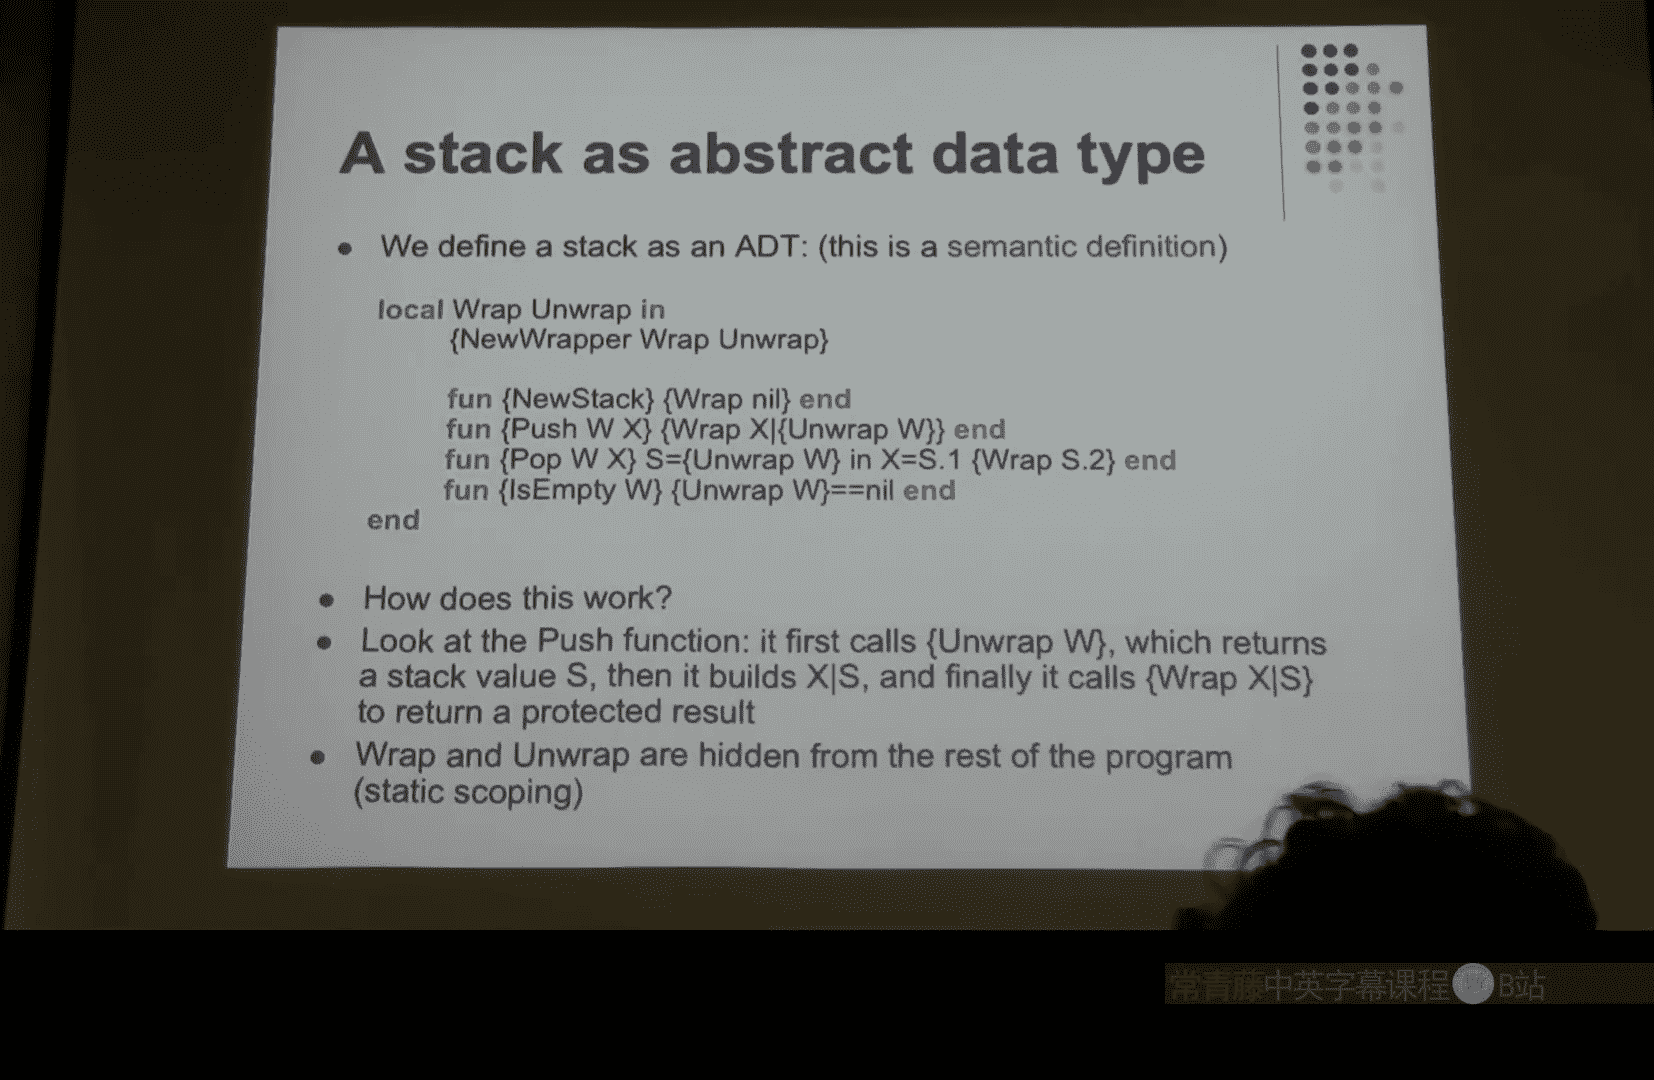 A stack as abstract data type
● We define a stack as an ADT: (this is a semantic definition)
local Wrap Unwrap in
{NewWrapper Wrap Unwrap}
fun {NewStack} {Wrap nil} end
fun {Push W X} {Wrap X|{Unwrap W}} end
fun {Pop W X} S={Unwrap W} in X=S.1 {Wrap S.2} end
fun {IsEmpty W} {Unwrap W}==nil end
end
● How does this work?
● Look at the Push function: it first calls {Unwrap W}, which returns
a stack value S, then it builds X|S, and finally it calls {Wrap X|S}
to return a protected result
● Wrap and Unwrap are hidden from the rest of the program
(static scoping)
常青藤中英字幕课程 B站